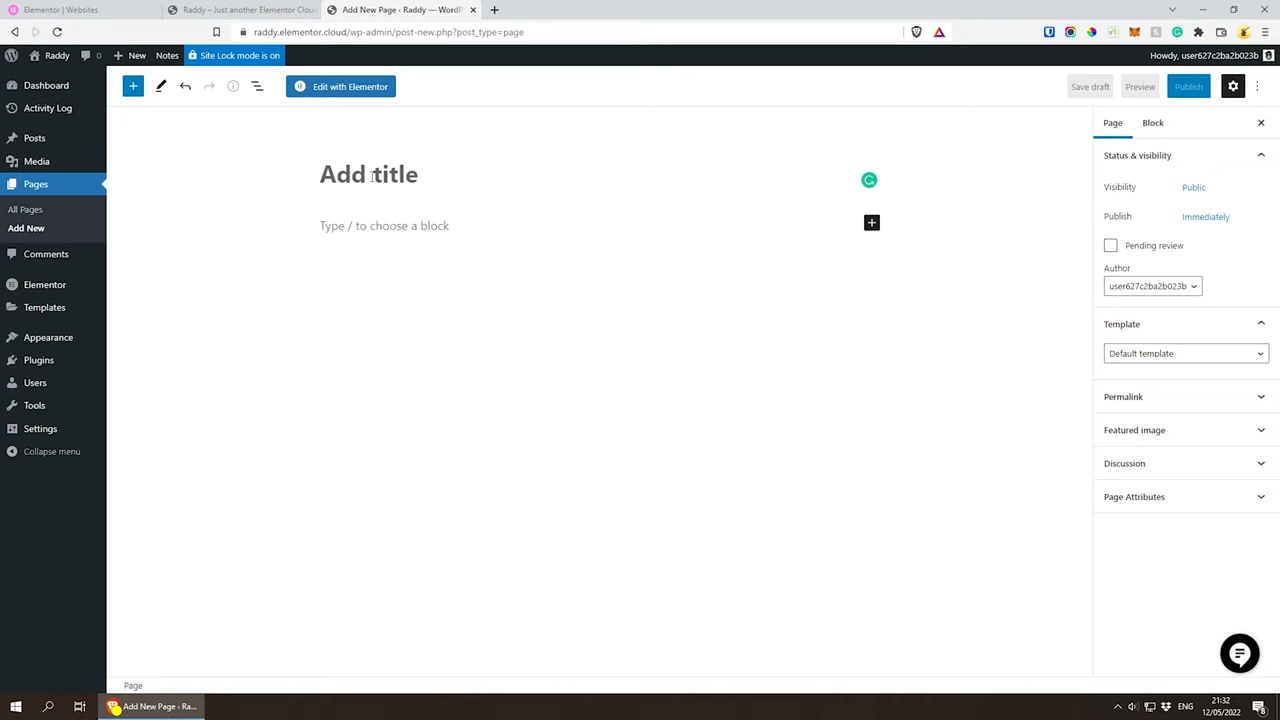 Elementor | Websites
Raddy – Just another Elementor Clou
Add New Page ‹ Raddy — WordP
raddy.elementor.cloud/wp-admin/post-new.php?post_type=page
Raddy
0
New
Notes
Site Lock mode is on
Howdy, user627c2ba2b023b
Dashboard
Activity Log
Posts
Media
Pages
All Pages
Add New
Comments
Elementor
Templates
Appearance
Plugins
Users
Tools
Settings
Collapse menu
Edit with Elementor
Save draft
Preview
Publish
Add title
Type / to choose a block
Page
Block
Status & visibility
Visibility
Public
Publish
Immediately
Pending review
Author
user627c2ba2b023b
Template
Default template
Permalink
Featured image
Discussion
Page Attributes
Page
Add New Page ‹ Ra...
ENG
21:32
12/05/2022
8